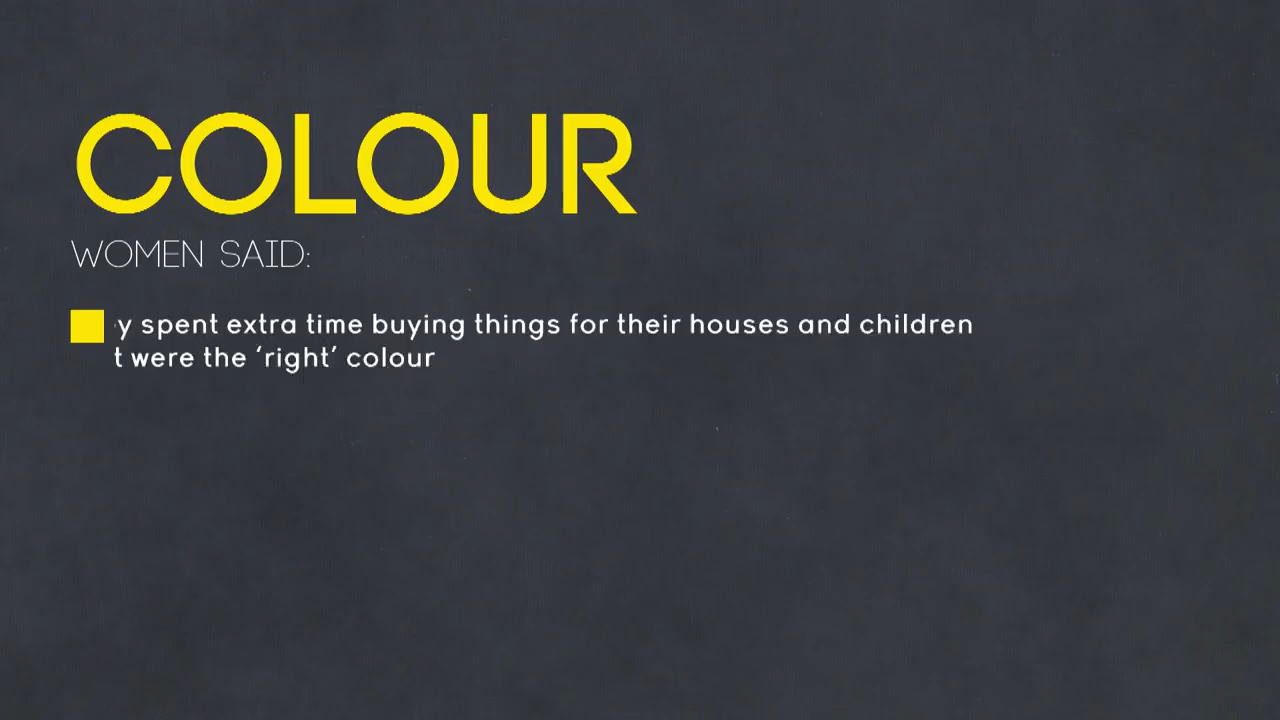 COLOUR
WOMEN SAID:
y spent extra time buying things for their houses and children
t were the ‘right’ colour